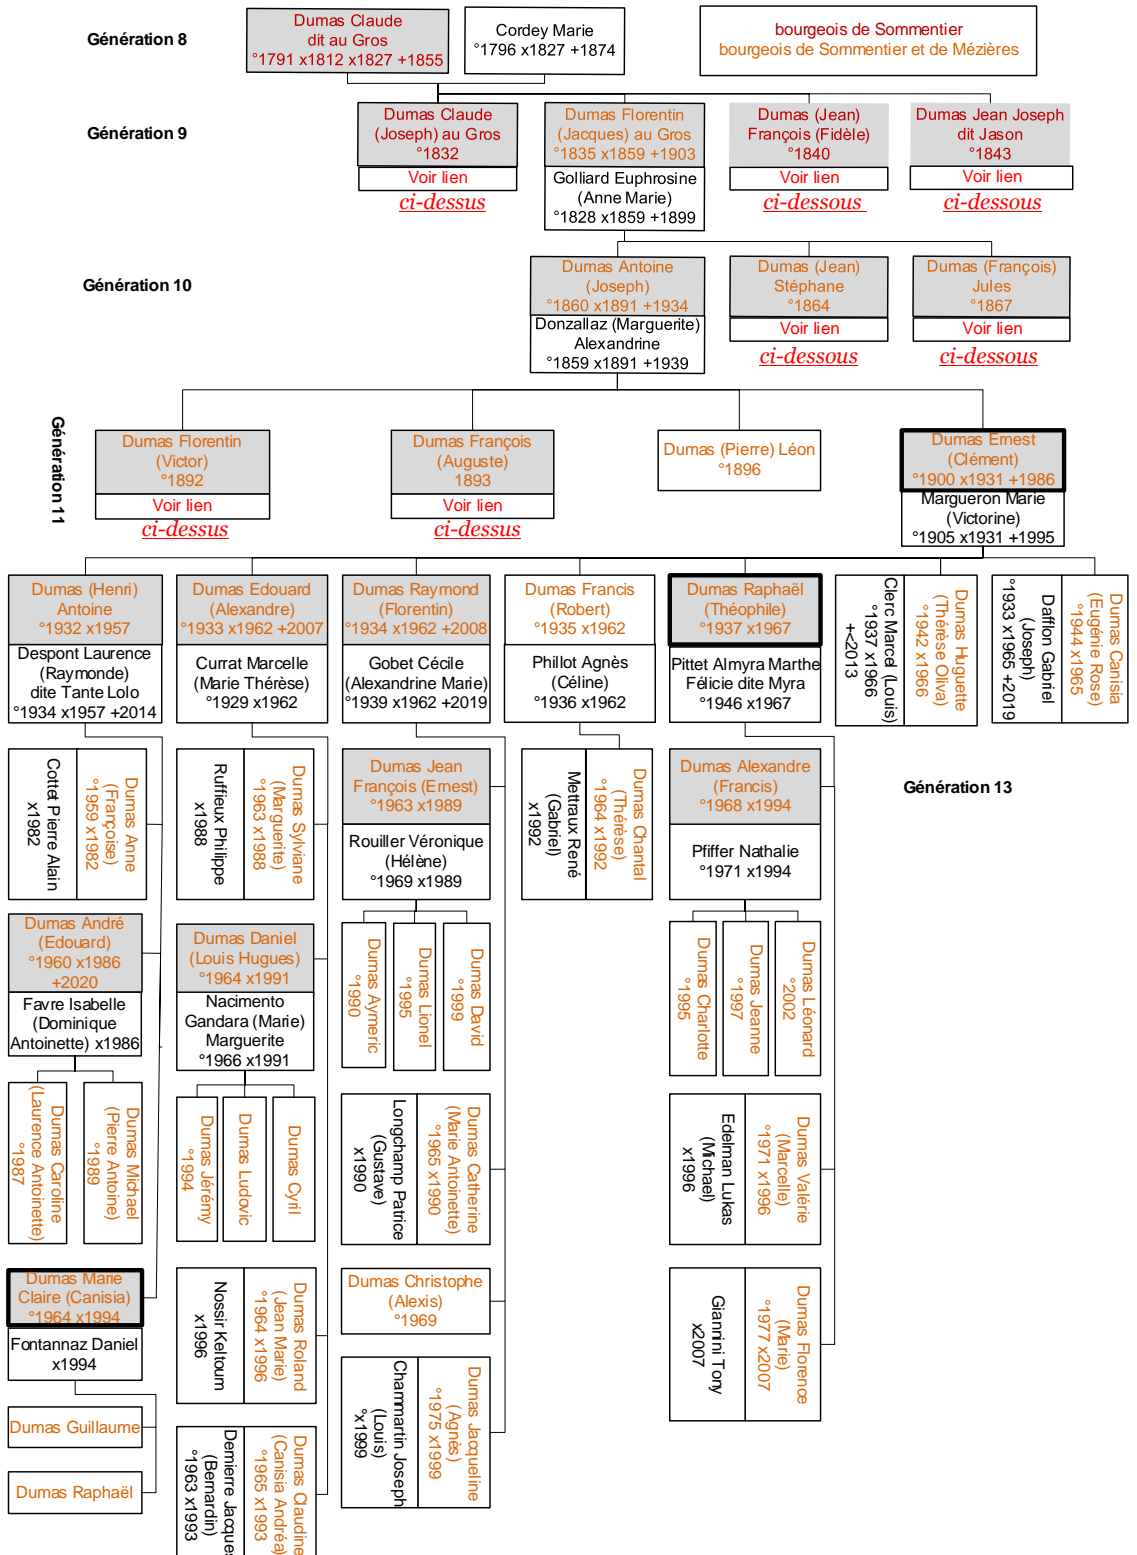 Génération 8
Dumas Claude
dit au Gros
°1791 x1812 x1827 +1855
Cordey Marie
°1796 x1827 +1874
bourgeois de Sommentier
bourgeois de Sommentier et de Mézières
Génération 9
Dumas Claude
(Joseph) au Gros
°1832
Voir lien
ci-dessus
Dumas Florentin
(Jacques) au Gros
°1835 x1859 +1903
Golliard Euphrosine
(Anne Marie)
°1828 x1859 +1899
Dumas (Jean)
François (Fidèle)
°1840
Voir lien
ci-dessous
Dumas Jean Joseph
dit Jason
°1843
Voir lien
ci-dessous
Génération 10
Dumas Antoine
(Joseph)
°1860 x1891 +1934
Donzallaz (Marguerite)
Alexandrine
°1859 x1891 +1939
Dumas (Jean)
Stéphane
°1864
Voir lien
ci-dessous
Dumas (François)
Jules
°1867
Voir lien
ci-dessous
Génération 11
Dumas Florentin
(Victor)
°1892
Voir lien
ci-dessus
Dumas François
(Auguste)
1893
Voir lien
ci-dessus
Dumas (Pierre) Léon
°1896
Dumas Ernest
(Clément)
°1900 x1931 +1986
Margueron Marie
(Victorine)
°1905 x1931 +1995
Dumas (Henri)
Antoine
°1932 x1957
Despont Laurence
(Raymonde)
dite Tante Lolo
°1934 x1957 +2014
Dumas Edouard
(Alexandre)
°1933 x1962 +2007
Currat Marcelle
(Marie Thérèse)
°1929 x1962
Dumas Raymond
(Florentin)
°1934 x1962 +2008
Gobet Cécile
(Alexandrine Marie)
°1939 x1962 +2019
Dumas Francis
(Robert)
°1935 x1962
Phillot Agnès
(Céline)
°1936 x1962
Dumas Raphaël
(Théophile)
°1937 x1967
Pittet Almyra Marthe
Félicie dite Myra
°1946 x1967
Dumas Huguette
(Thérèse Oliva)
°1942 x1966
Clerc Marcel (Louis)
°1937 x1966
+<2013
Dumas Canisia
(Eugénie Rose)
°1944 x1965
Dafflon Gabriel
(Joseph)
°1933 x1965 +2019
Génération 13
Dumas Anne
(Françoise)
°1959 x1982
Cottet Pierre Alain
x1982
Dumas Sylviane
(Marguerite)
°1963 x1988
Ruffieux Philippe
x1988
Dumas Jean
François (Ernest)
°1963 x1989
Rouiller Véronique
(Hélène)
°1969 x1989
Dumas Chantal
(Thérèse)
°1964 x1992
Mettraux René
(Gabriel)
x1992
Dumas Alexandre
(Francis)
°1968 x1994
Pfiffer Nathalie
°1971 x1994
Dumas André
(Edouard)
°1960 x1986
+2020
Favre Isabelle
(Dominique
Antoinette) x1986
Dumas Daniel
(Louis Hugues)
°1964 x1991
Nacimento
Gandara (Marie)
Marguerite
°1966 x1991
Dumas Aymeric
°1990
Dumas Lionel
°1995
Dumas David
°1999
Dumas Charlotte
°1995
Dumas Jeanne
°1997
Dumas Léonard
°2002
Dumas Caroline
(Laurence Antoinette)
°1987
Dumas Michael
(Pierre Antoine)
°1989
Dumas Jérémy
°1994
Dumas Ludovic
Dumas Cyril
Dumas Catherine
(Marie Antoinette)
°1965 x1990
Longchamp Patrice
(Gustave)
x1990
Dumas Valérie
(Marcelle)
°1971 x1996
Edelman Lukas
(Michael)
x1996
Dumas Marie
Claire (Canisia)
°1964 x1994
Fontannaz Daniel
x1994
Dumas Guillaume
Dumas Raphaël
Dumas Roland
(Jean Marie)
°1964 x1996
Nossir Keltoum
x1996
Dumas Christophe
(Alexis)
°1969
Dumas Florence
(Marie)
°1977 x2007
Giannini Tony
x2007
Dumas Jacqueline
(Agnès)
°1975 x1999
Chammartin Joseph
(Louis)
°x1999
Dumas Claudine
(Canisia Andréa)
°1965 x1993
Demierre Jacques
(Bernardin)
°1963 x1993